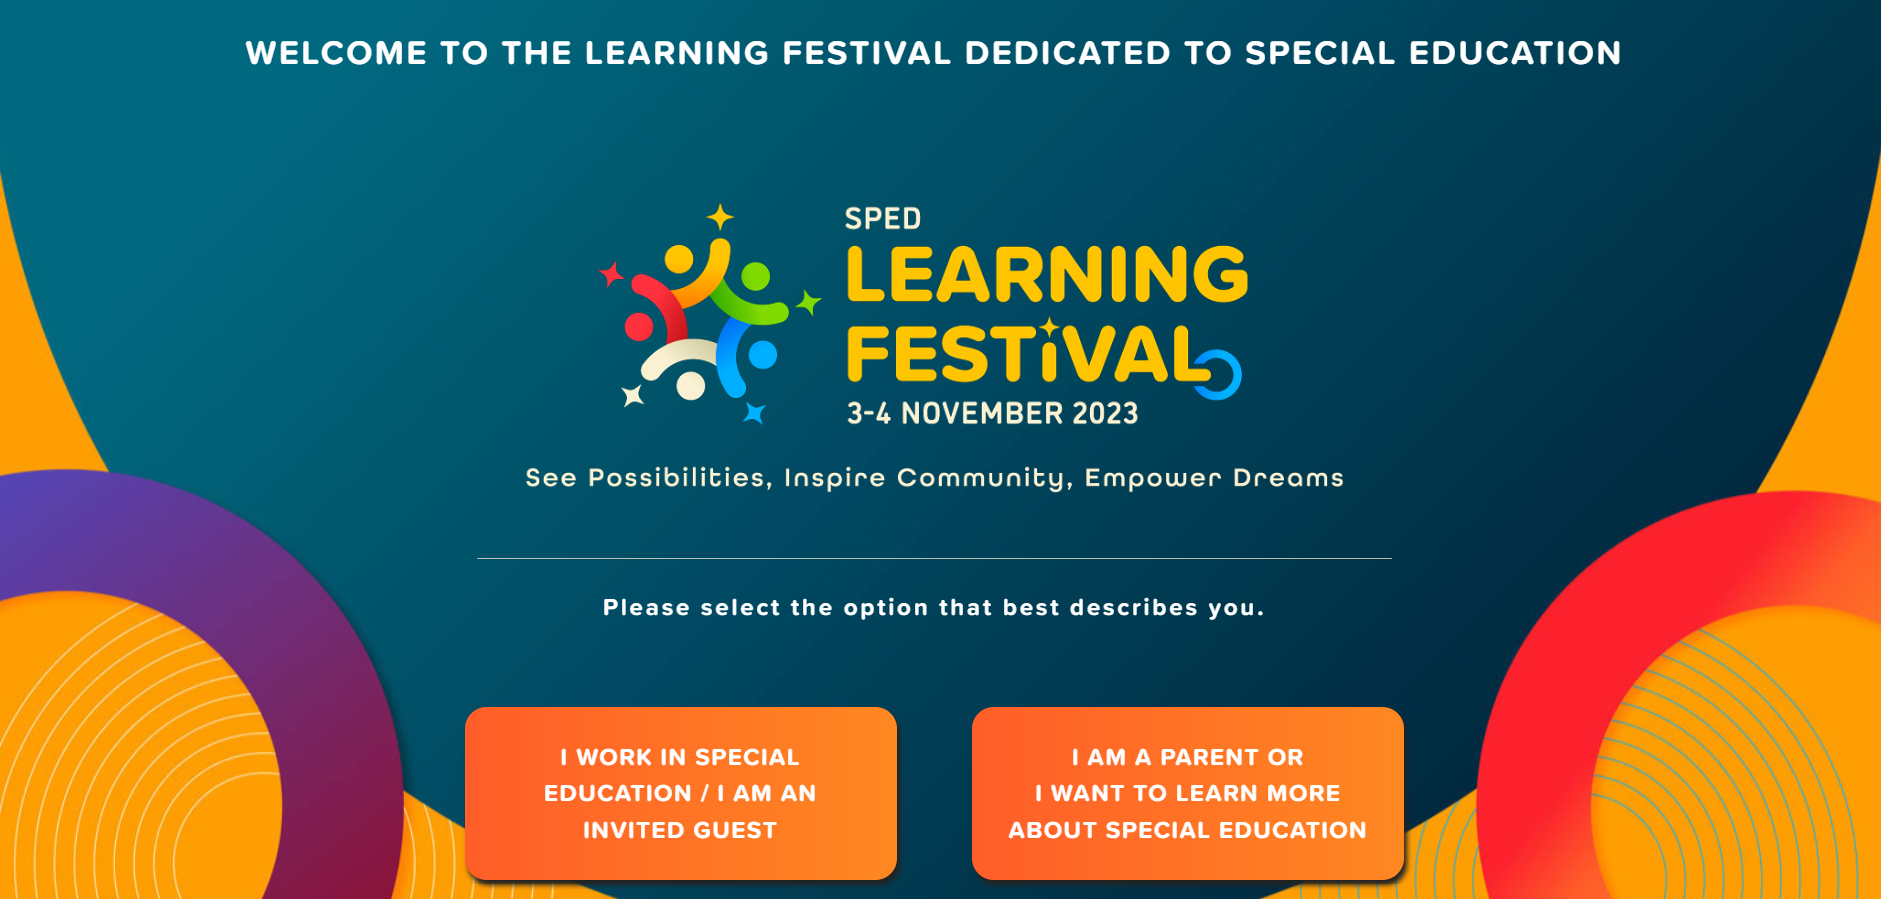 WELCOME TO THE LEARNING FESTIVAL DEDICATED TO SPECIAL EDUCATION
SPED
LEARNING
FESTIVAL
3-4 NOVEMBER 2023
See Possibilities, Inspire Community, Empower Dreams
Please select the option that best describes you.
I WORK IN SPECIAL
EDUCATION / I AM AN
INVITED GUEST
I AM A PARENT OR
I WANT TO LEARN MORE
ABOUT SPECIAL EDUCATION